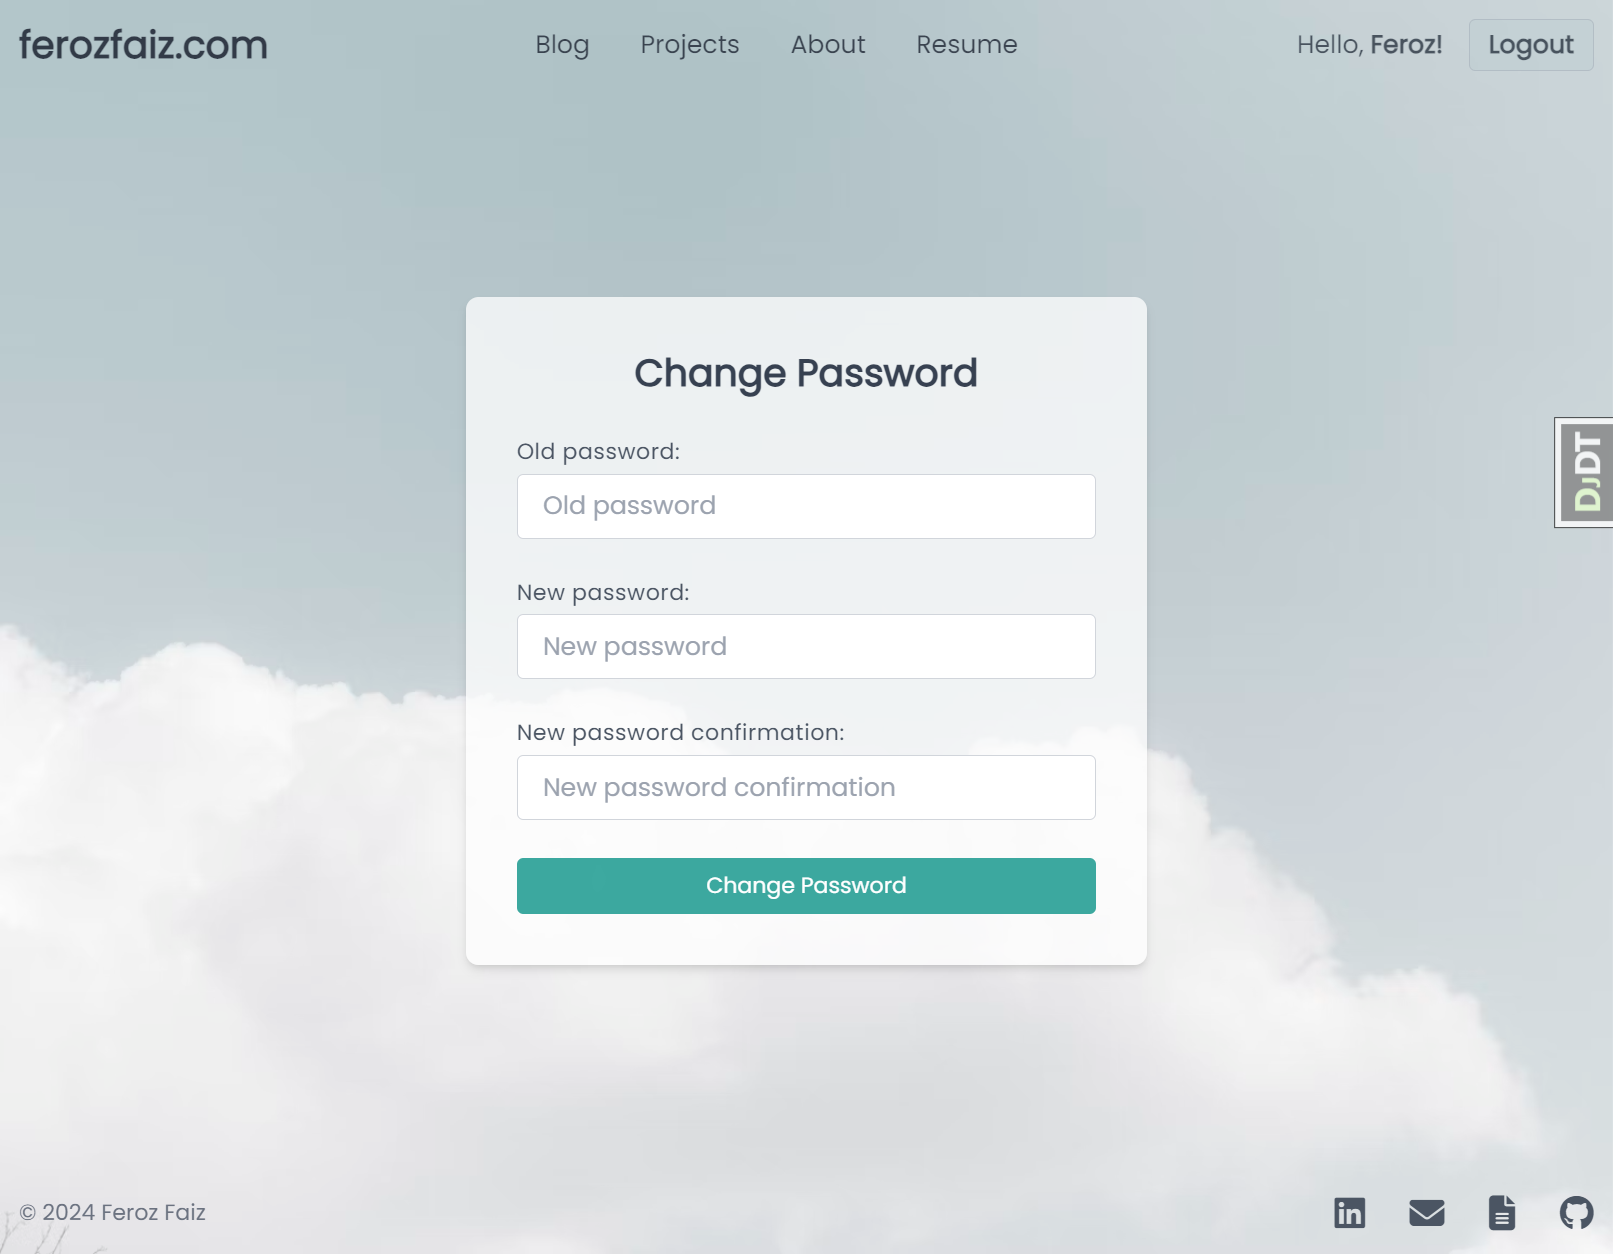 ferozfaiz.com
Blog Projects About Resume
Hello, Feroz! Logout
Change Password
Old password:
Old password
New password:
New password
New password confirmation:
New password confirmation
Change Password
DJDT
© 2024 Feroz Faiz
in